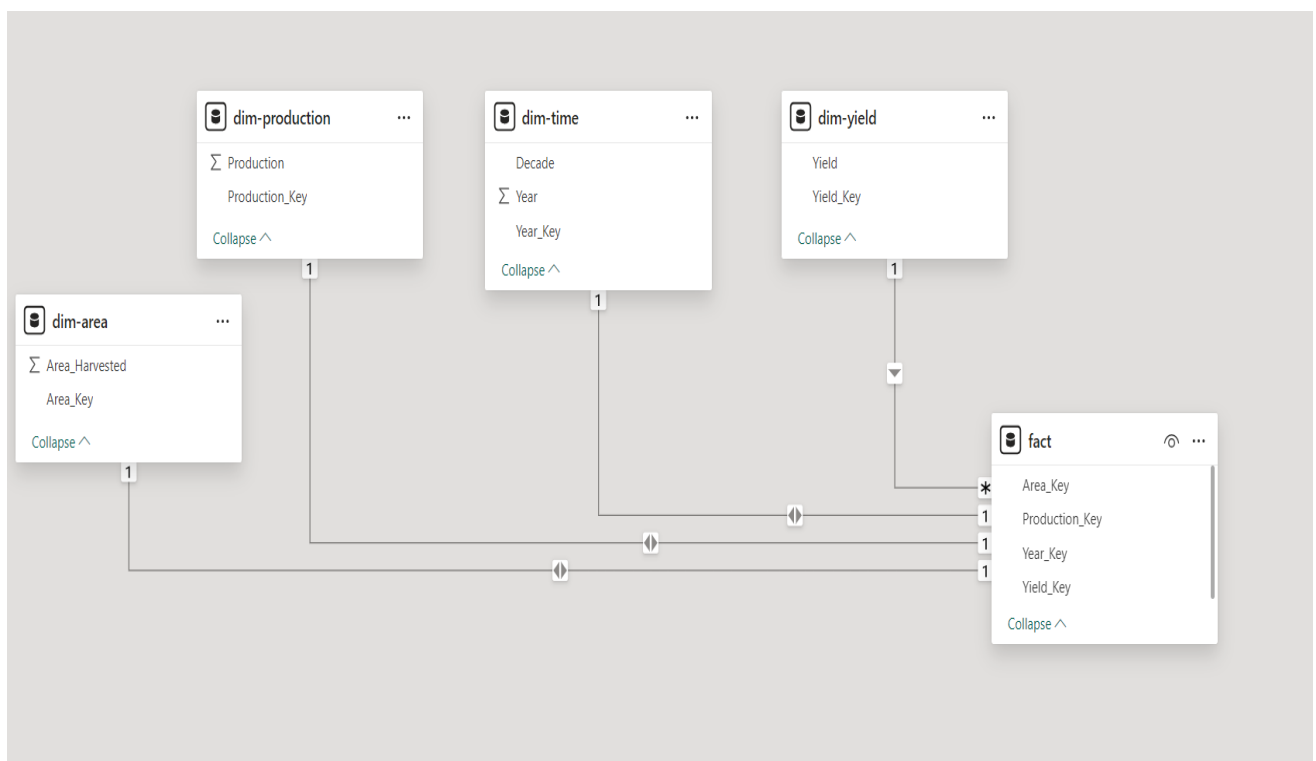 dim-production
Σ Production
Production_Key
Collapse
1
dim-time
Decade
Σ Year
Year_Key
Collapse
1
dim-yield
Yield
Yield_Key
Collapse
1
dim-area
Σ Area_Harvested
Area_Key
Collapse
1
fact
Area_Key
Production_Key
Year_Key
Yield_Key
Collapse
*
1
1
1